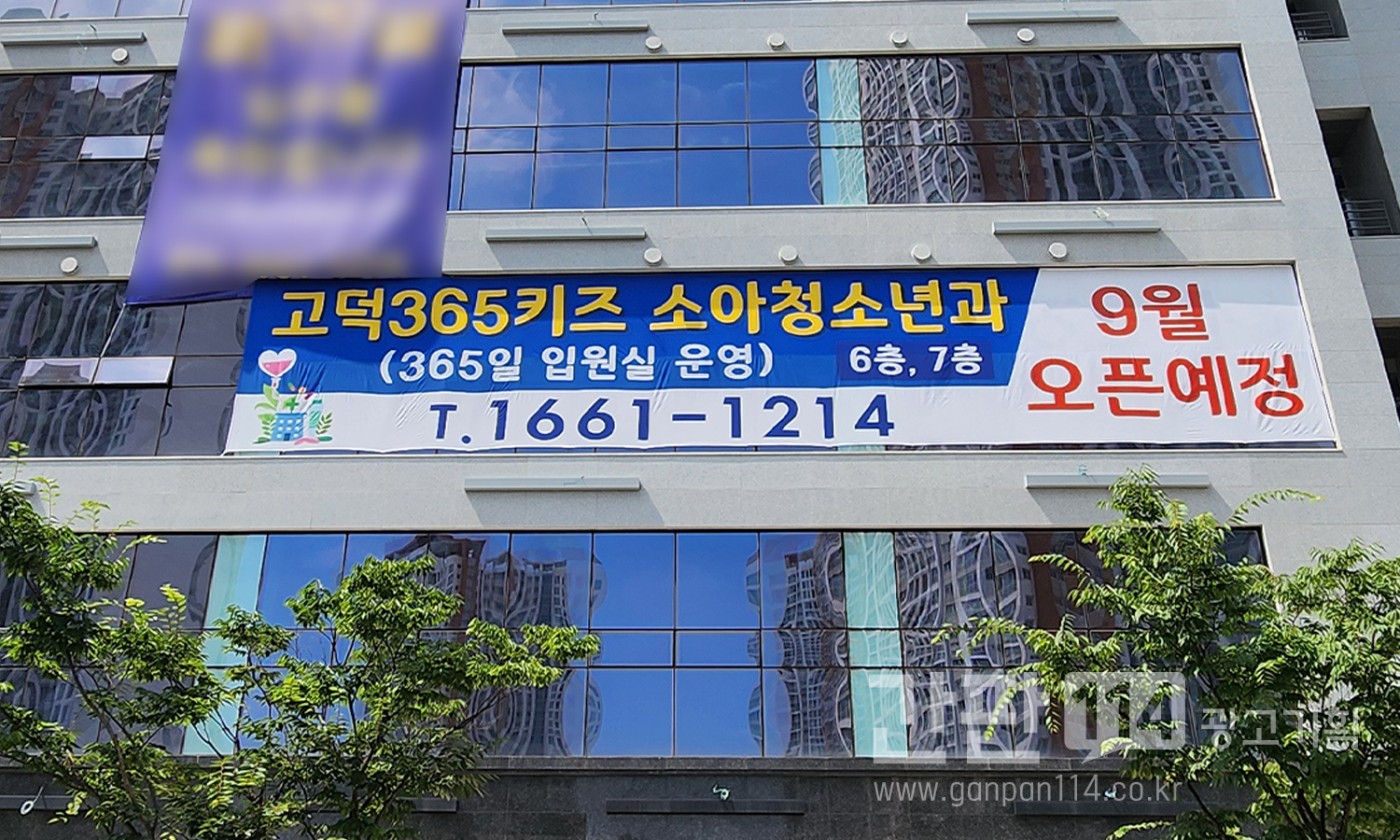 고덕365키즈 소아청소년과
(365일 입원실 운영) 6층, 7층
T.1661-1214
9월
오픈예정
간판114 광고기획
www.ganpan114.co.kr